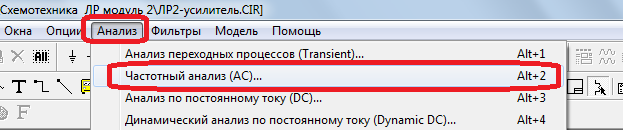 Схемотехника ЛР модуль 2\ЛР2-усилитель.CIR]
Окна Опции Анализ Фильтры Модель Помощь
Анализ переходных процессов (Transient)... Alt+1
Частотный анализ (AC)... Alt+2
Анализ по постоянному току (DC)... Alt+3
Динамический анализ по постоянному току (Dynamic DC)... Alt+4